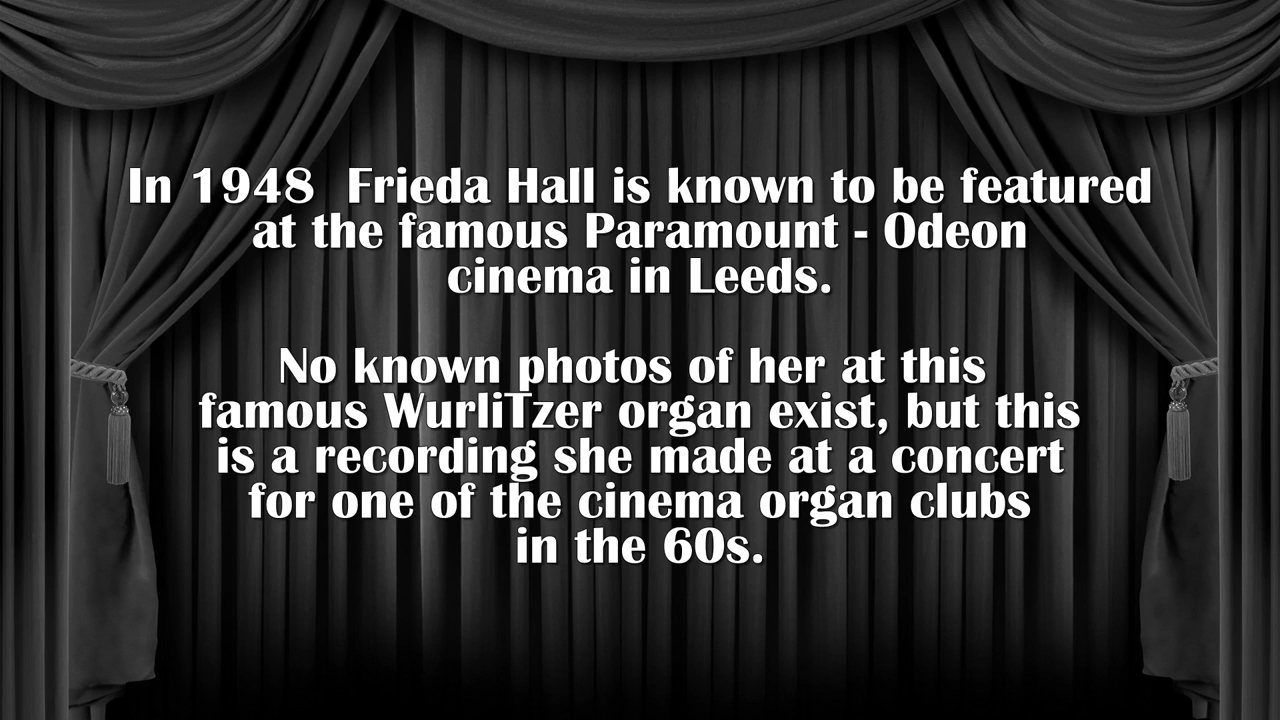 In 1948  Frieda Hall is known to be featured
at the famous Paramount - Odeon
cinema in Leeds.
No known photos of her at this
famous WurliTzer organ exist, but this
is a recording she made at a concert
for one of the cinema organ clubs
in the 60s.